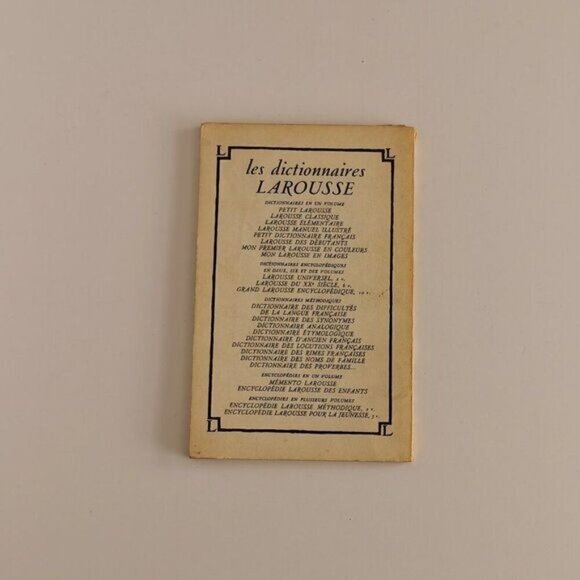 L L
les dictionnaires
LAROUSSE
DICTIONNAIRES EN UN VOLUME
PETIT LAROUSSE
LAROUSSE CLASSIQUE
LAROUSSE ÉLÉMENTAIRE
LAROUSSE MANUEL ILLUSTRÉ
PETIT DICTIONNAIRE FRANÇAIS
LAROUSSE DES DÉBUTANTS
MON PREMIER LAROUSSE EN COULEURS
MON LAROUSSE EN IMAGES
DICTIONNAIRES ENCYCLOPÉDIQUES
EN DEUX, SIX ET DIX VOLUMES
LAROUSSE UNIVERSEL, 2 v.
LAROUSSE DU XXe SIÈCLE, 6 v.
GRAND LAROUSSE ENCYCLOPÉDIQUE, 10 v.
DICTIONNAIRES MÉTHODIQUES
DICTIONNAIRE DES DIFFICULTÉS
DE LA LANGUE FRANÇAISE
DICTIONNAIRE DES SYNONYMES
DICTIONNAIRE ANALOGIQUE
DICTIONNAIRE ÉTYMOLOGIQUE
DICTIONNAIRE D'ANCIEN FRANÇAIS
DICTIONNAIRE DES LOCUTIONS FRANÇAISES
DICTIONNAIRE DES RIMES FRANÇAISES
DICTIONNAIRE DES NOMS DE FAMILLE
DICTIONNAIRE DES PROVERBES...
ENCYCLOPÉDIES EN UN VOLUME
MÉMENTO LAROUSSE
ENCYCLOPÉDIE LAROUSSE DES ENFANTS
ENCYCLOPÉDIES EN PLUSIEURS VOLUMES
ENCYCLOPÉDIE LAROUSSE MÉTHODIQUE, 2 v.
ENCYCLOPÉDIE LAROUSSE POUR LA JEUNESSE, 3 v.
L L